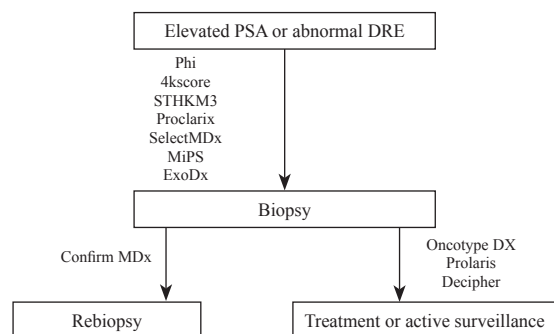 Elevated PSA or abnormal DRE
Phi
4kscore
STHKM3
Proclarix
SelectMDx
MiPS
ExoDx
Biopsy
Confirm MDx
Oncotype DX
Prolaris
Decipher
Rebiopsy
Treatment or active surveillance